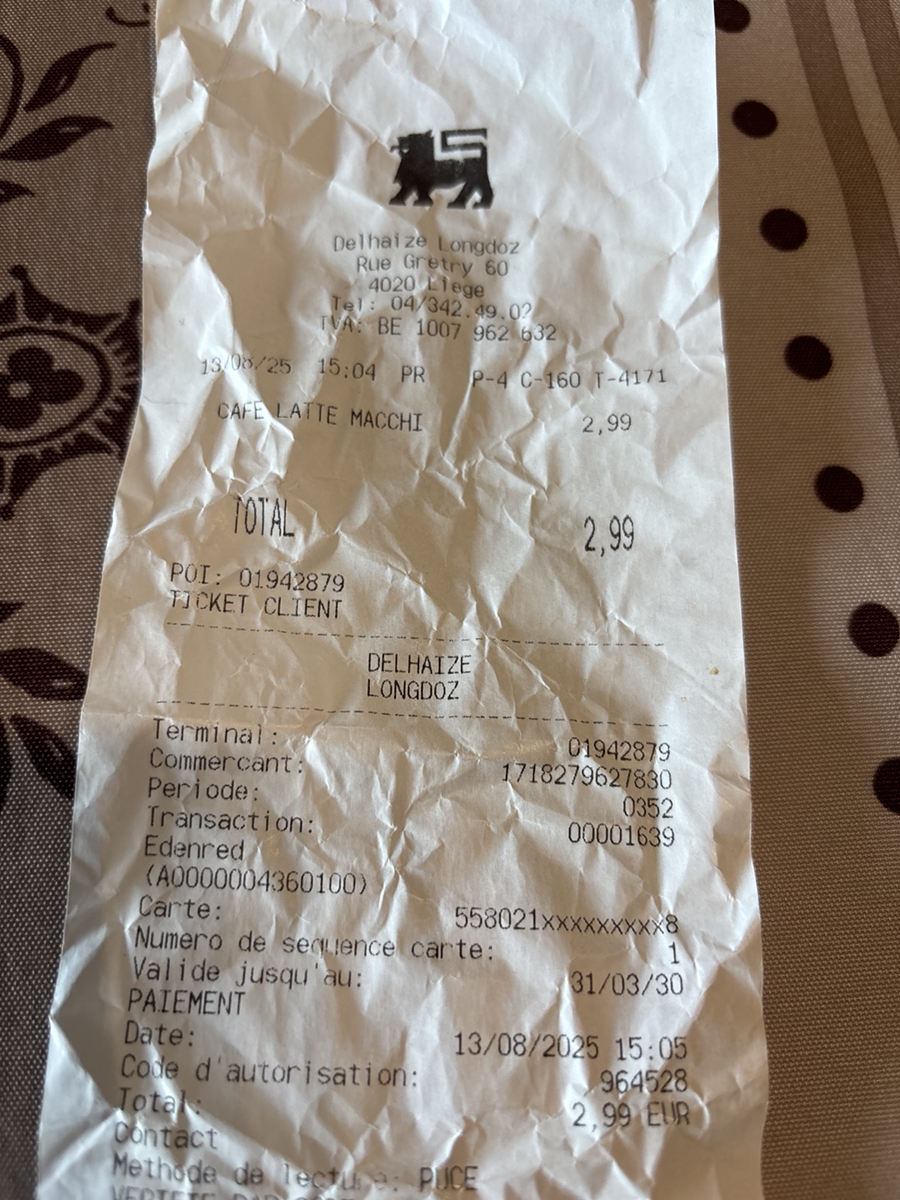 Delhaize Longdoz
Rue Gretry 60
4020 Liege
Tel: 04/342.49.02
TVA: BE 1007 962 632
13/08/25 15:04 PR P-4 C-160 T-4171
CAFE LATTE MACCHI 2,99
TOTAL 2,99
POI: 01942879
TICKET CLIENT
DELHAIZE
LONGDOZ
Terminal: 01942879
Commercant: 1718279627830
Periode: 0352
Transaction: 00001639
Edenred
(A0000004360100)
Carte: 558021xxxxxxxxx8
Numero de sequence carte: 1
Valide jusqu'au: 31/03/30
PAIEMENT
Date: 13/08/2025 15:05
Code d'autorisation: 964528
Total: 2,99 EUR
Contact
Methode de lecture: PUCE